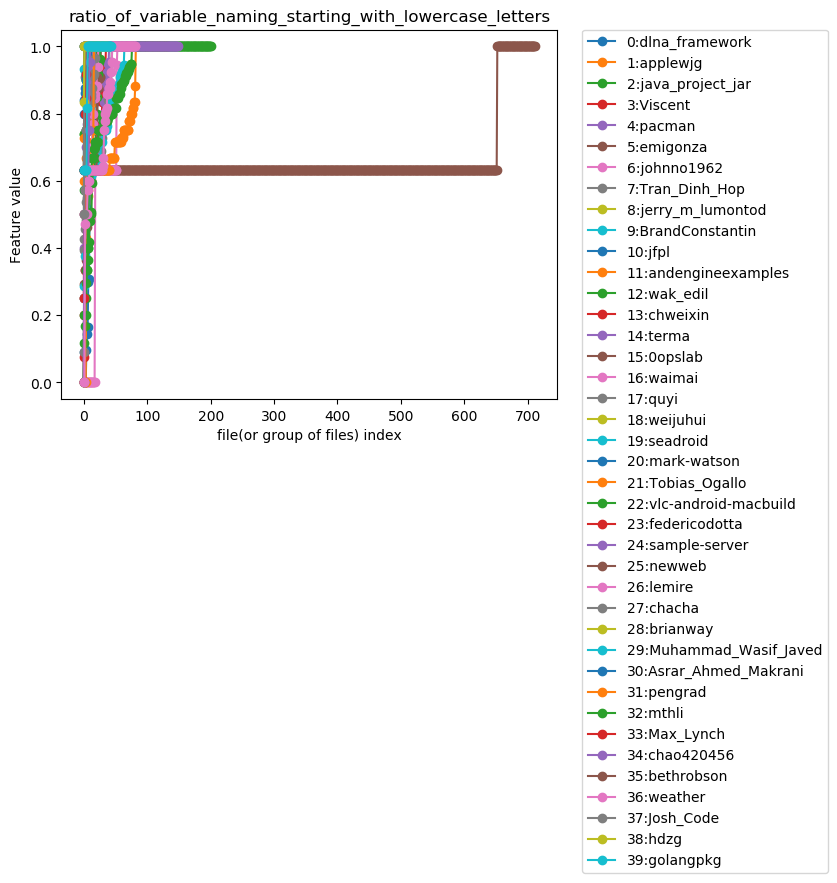 ratio_of_variable_naming_starting_with_lowercase_letters
1.0
0.8
0.6
0.4
0.2
0.0
Feature value
0 100 200 300 400 500 600 700
file(or group of files) index
0:dlna_framework
1:applewjg
2:java_project_jar
3:Viscent
4:pacman
5:emigonza
6:johnno1962
7:Tran_Dinh_Hop
8:jerry_m_lumontod
9:BrandConstantin
10:jfpl
11:andengineexamples
12:wak_edil
13:chweixin
14:terma
15:0opslab
16:waimai
17:quyi
18:weijuhui
19:seadroid
20:mark-watson
21:Tobias_Ogallo
22:vlc-android-macbuild
23:federicodotta
24:sample-server
25:newweb
26:lemire
27:chacha
28:brianway
29:Muhammad_Wasif_Javed
30:Asrar_Ahmed_Makrani
31:pengrad
32:mthli
33:Max_Lynch
34:chao420456
35:bethrobson
36:weather
37:Josh_Code
38:hdzg
39:golangpkg